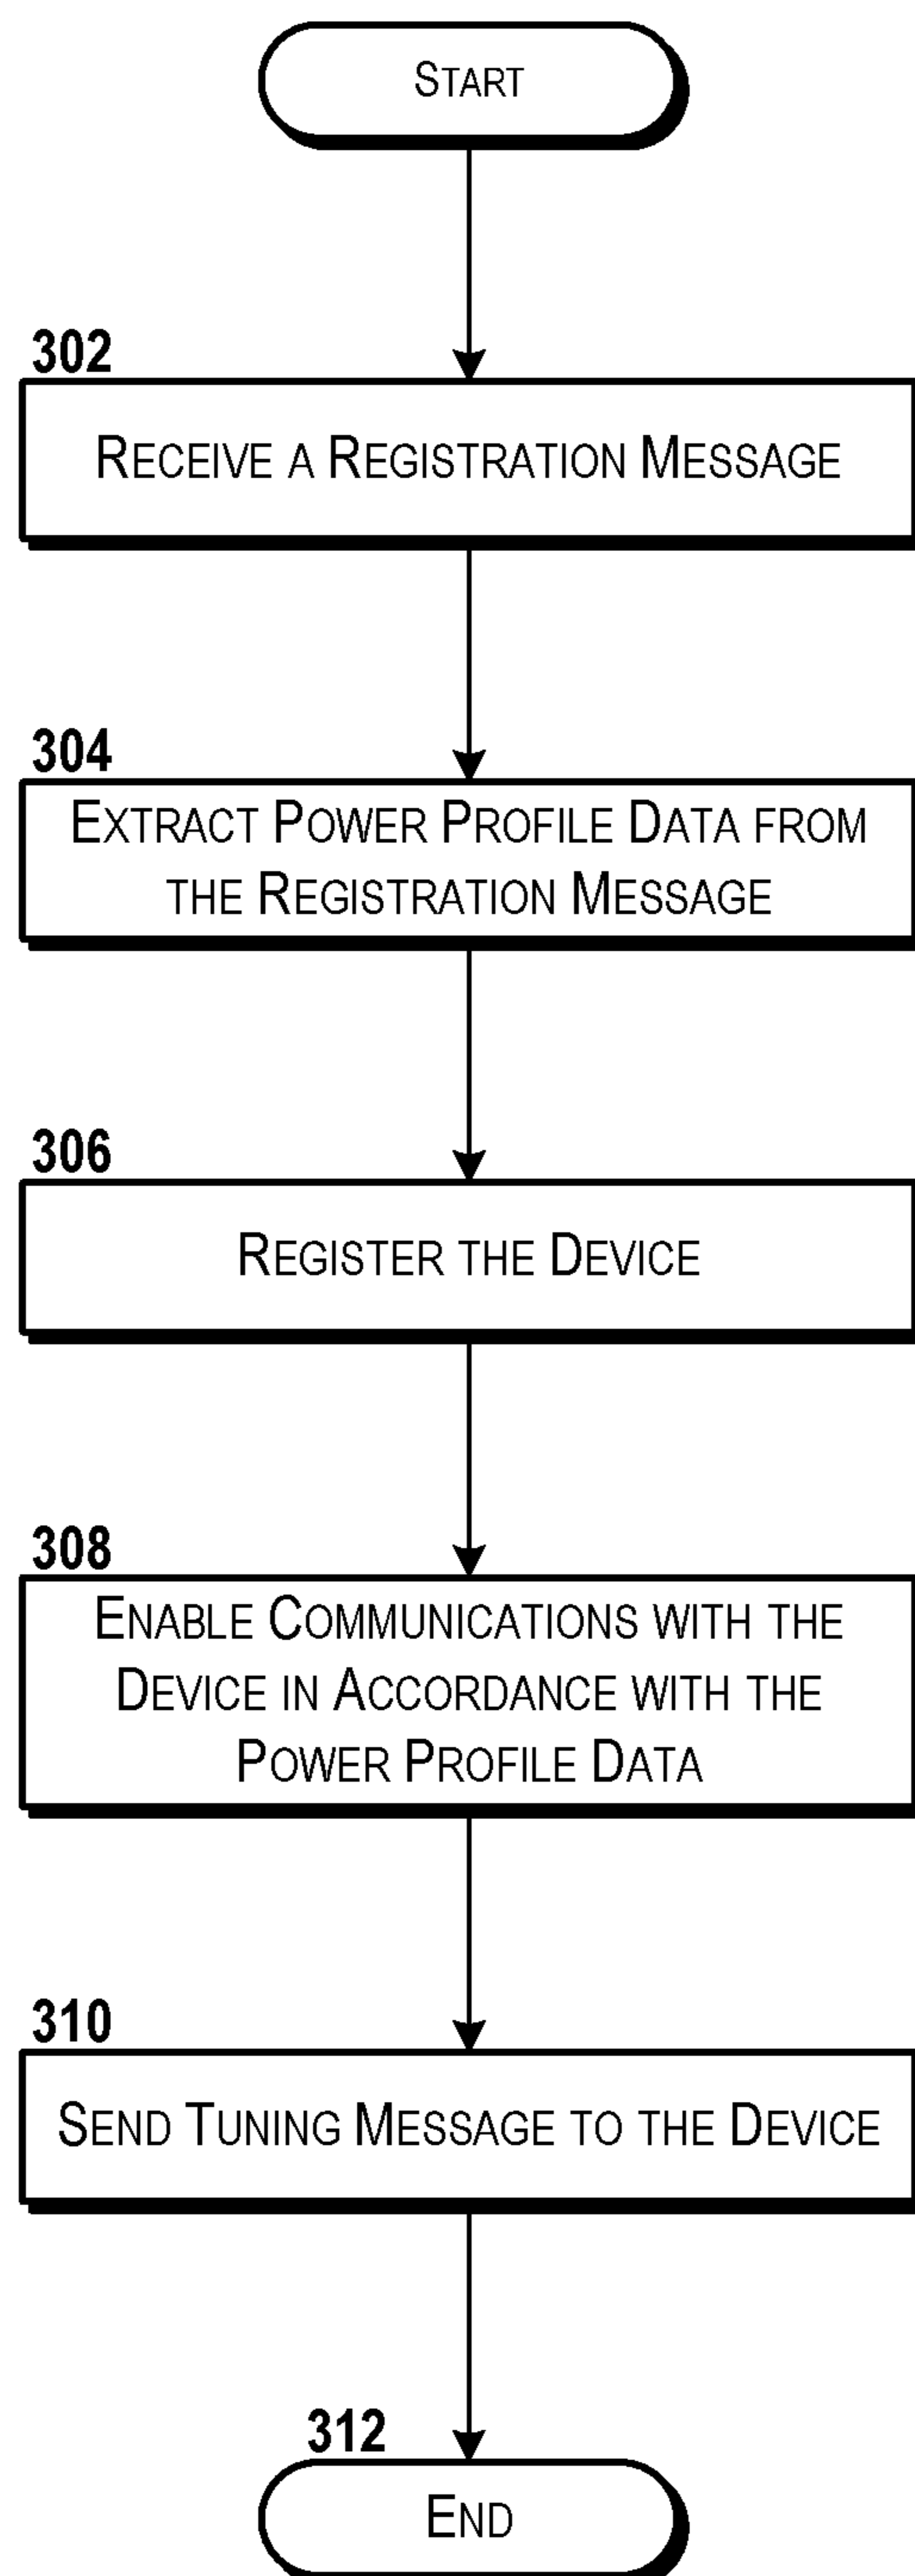 START
302
RECEIVE A REGISTRATION MESSAGE
304
EXTRACT POWER PROFILE DATA FROM
THE REGISTRATION MESSAGE
306
REGISTER THE DEVICE
308
ENABLE COMMUNICATIONS WITH THE
DEVICE IN ACCORDANCE WITH THE
POWER PROFILE DATA
310
SEND TUNING MESSAGE TO THE DEVICE
312
END